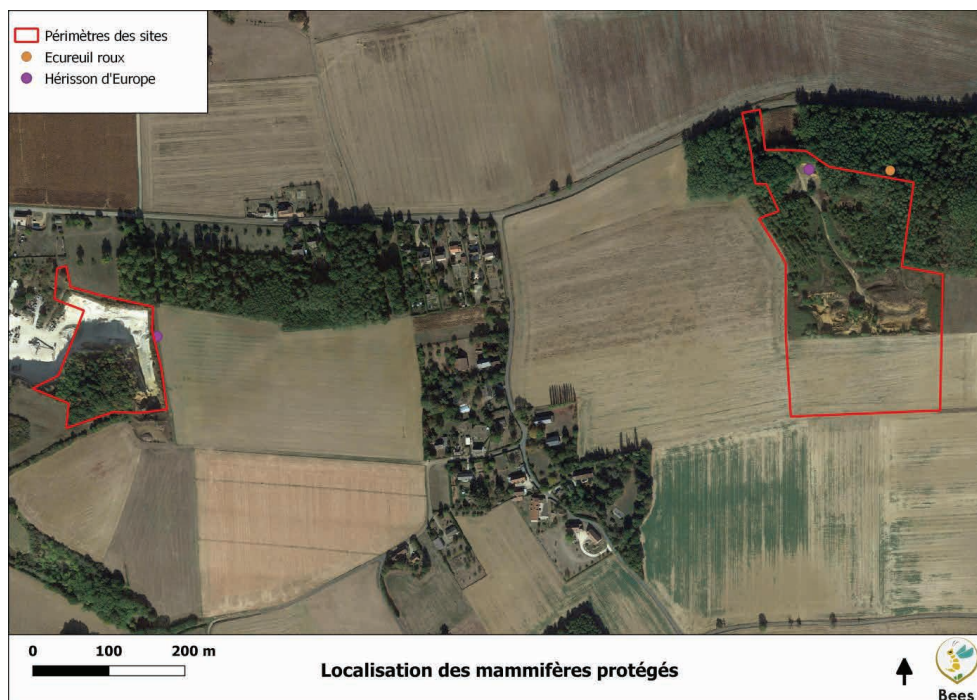 Périmètres des sites
Ecureuil roux
Hérisson d'Europe
0 100 200 m
Localisation des mammifères protégés
Bees